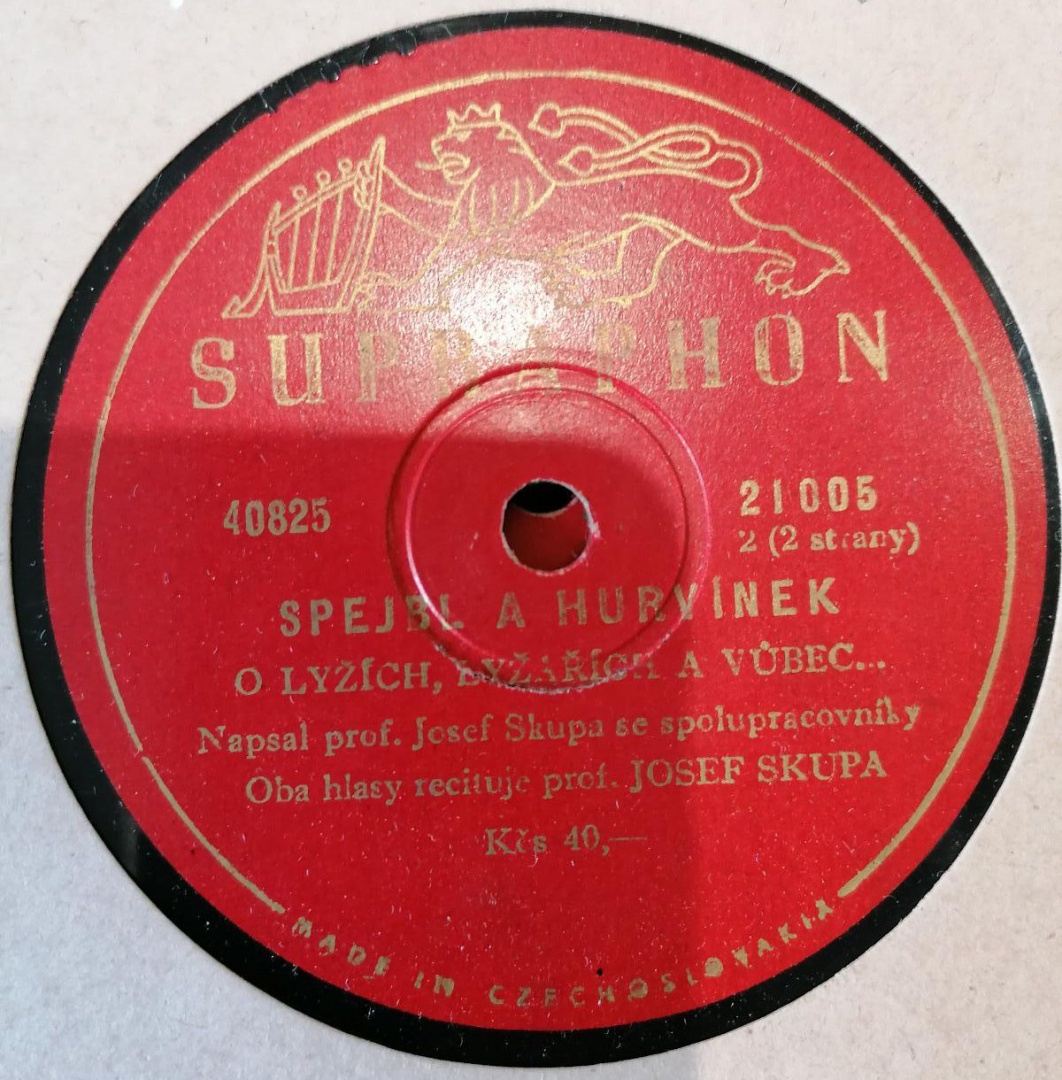 SUPRAPHON
40825
21005
2 (2 strany)
SPEJBL A HURVÍNEK
O LYŽÍCH, LYŽAŘÍCH A VŮBEC...
Napsal prof. Josef Skupa se spolupracovníky
Oba hlasy recituje prof. JOSEF SKUPA
Kčs 40,—
MADE IN CZECHOSLOVAKIA